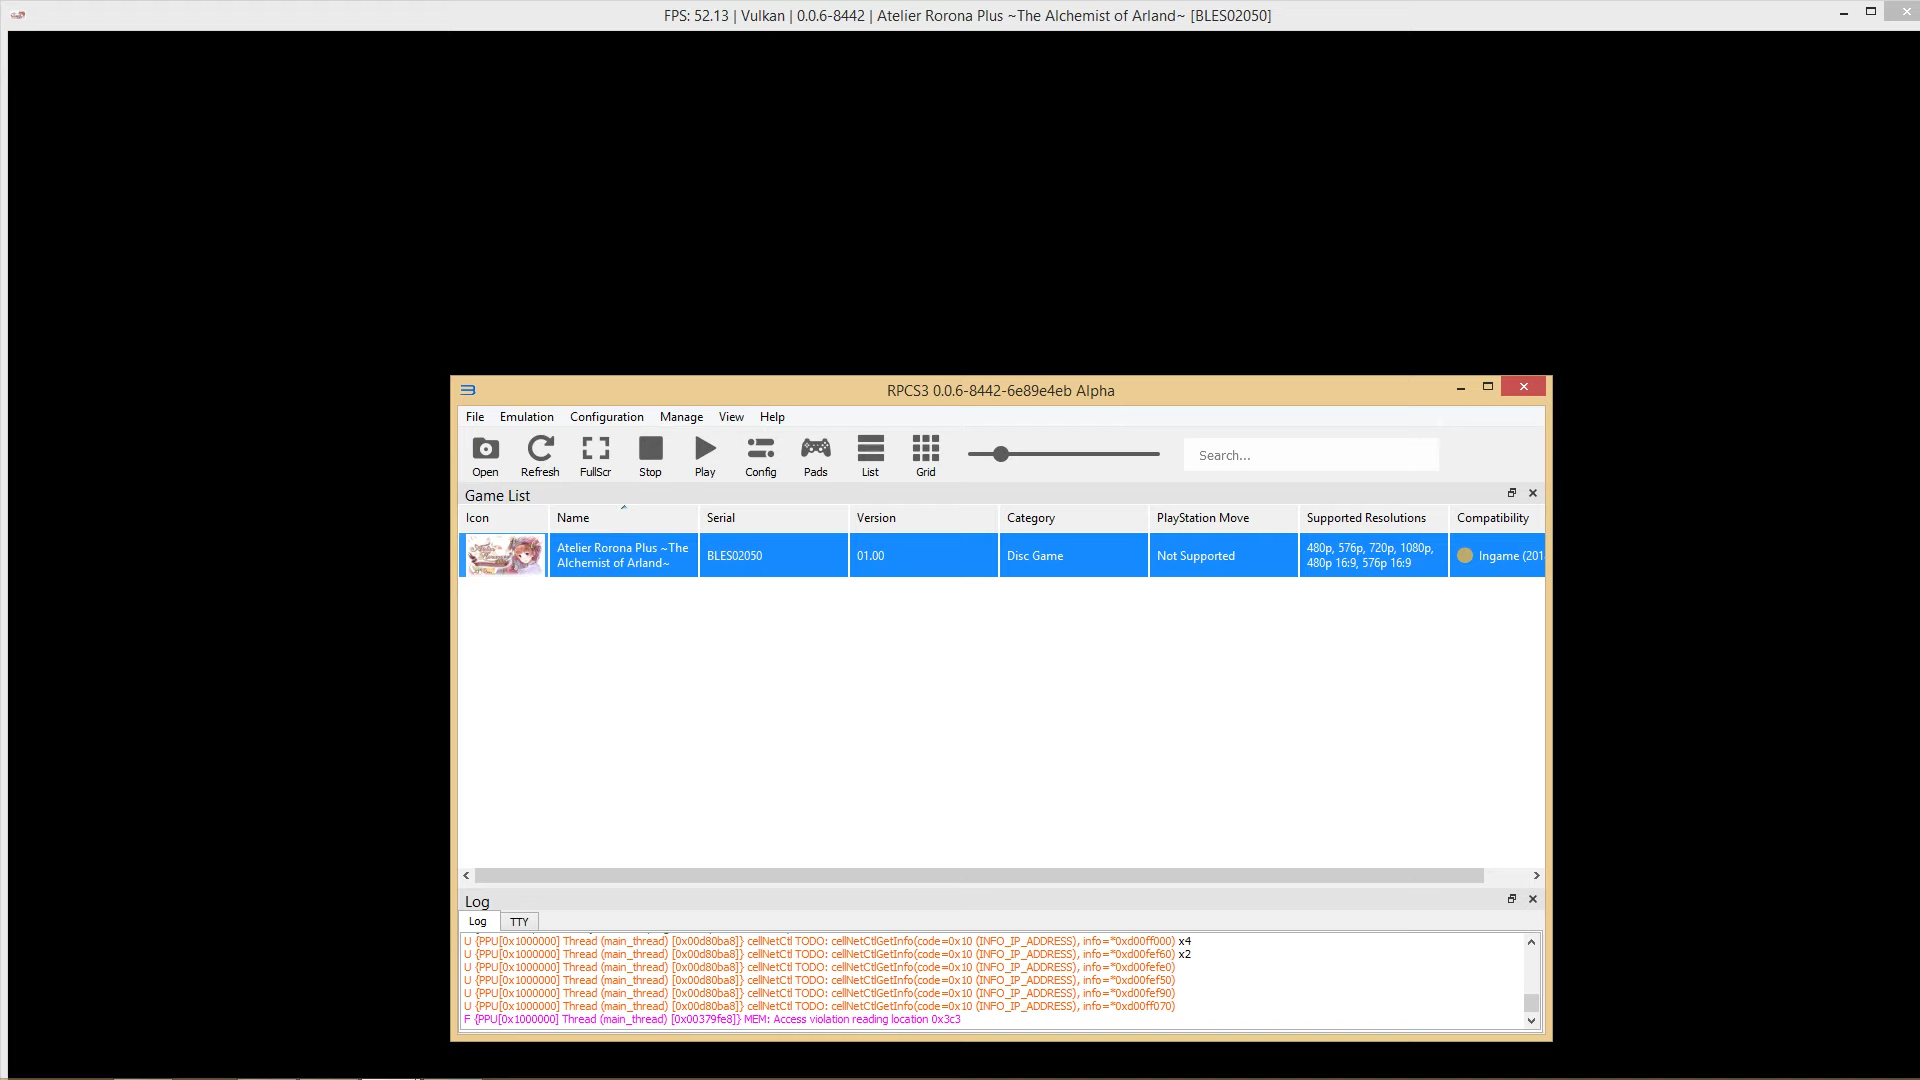 FPS: 52.13 | Vulkan | 0.0.6-8442 | Atelier Rorona Plus ~The Alchemist of Arland~ [BLES02050]
RPCS3 0.0.6-8442-6e89e4eb Alpha
File Emulation Configuration Manage View Help
Open Refresh FullScr Stop Play Config Pads List Grid Search...
Game List
Icon Name Serial Version Category PlayStation Move Supported Resolutions Compatibility
Atelier Rorona Plus ~The
Alchemist of Arland~
BLES02050
01.00
Disc Game
Not Supported
480p, 576p, 720p, 1080p,
480p 16:9, 576p 16:9
Ingame (201
Log
Log TTY
U {PPU[0x1000000] Thread (main_thread) [0x00d80ba8]} cellNetCtl TODO: cellNetCtlGetInfo(code=0x10 (INFO_IP_ADDRESS), info=*0xd00ff000) x4
U {PPU[0x1000000] Thread (main_thread) [0x00d80ba8]} cellNetCtl TODO: cellNetCtlGetInfo(code=0x10 (INFO_IP_ADDRESS), info=*0xd00fef60) x2
U {PPU[0x1000000] Thread (main_thread) [0x00d80ba8]} cellNetCtl TODO: cellNetCtlGetInfo(code=0x10 (INFO_IP_ADDRESS), info=*0xd00fefe0)
U {PPU[0x1000000] Thread (main_thread) [0x00d80ba8]} cellNetCtl TODO: cellNetCtlGetInfo(code=0x10 (INFO_IP_ADDRESS), info=*0xd00fef50)
U {PPU[0x1000000] Thread (main_thread) [0x00d80ba8]} cellNetCtl TODO: cellNetCtlGetInfo(code=0x10 (INFO_IP_ADDRESS), info=*0xd00fef90)
U {PPU[0x1000000] Thread (main_thread) [0x00d80ba8]} cellNetCtl TODO: cellNetCtlGetInfo(code=0x10 (INFO_IP_ADDRESS), info=*0xd00ff070)
F {PPU[0x1000000] Thread (main_thread) [0x00379fe8]} MEM: Access violation reading location 0x3c3